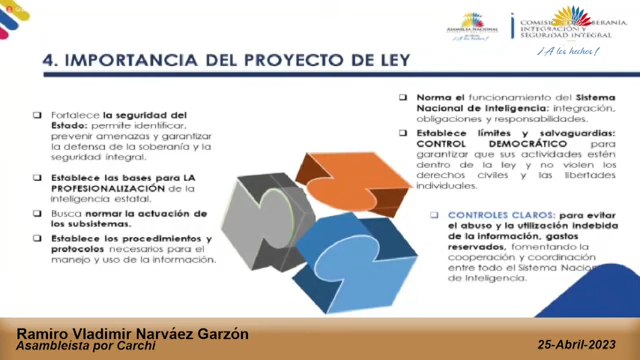 ASAMBLEA NACIONAL
¡A los hechos!
COMISIÓN DE SOBERANÍA,
INTEGRACIÓN Y
SEGURIDAD INTEGRAL
¡A los hechos!
4. IMPORTANCIA DEL PROYECTO DE LEY
Fortalece la seguridad del
Estado: permite identificar,
prevenir amenazas y garantizar
la defensa de la soberanía y la
seguridad integral.
Establece las bases para LA
PROFESIONALIZACIÓN de la
inteligencia estatal.
Busca normar la actuación de
los subsistemas.
Establece los procedimientos y
protocolos necesarios para el
manejo y uso de la información.
Norma el funcionamiento del Sistema
Nacional de Inteligencia: integración,
obligaciones y responsabilidades.
Establece límites y salvaguardias:
CONTROL DEMOCRÁTICO para
garantizar que sus actividades estén
dentro de la ley y no violen los
derechos civiles y las libertades
individuales.
CONTROLES CLAROS: para evitar
el abuso y la utilización indebida
de la información, gastos
reservados, fomentando la
cooperación y coordinación
entre todo el Sistema Nacional
de Inteligencia.
Ramiro Vladimir Narváez Garzón
Asambleísta por Carchi
25-Abril-2023